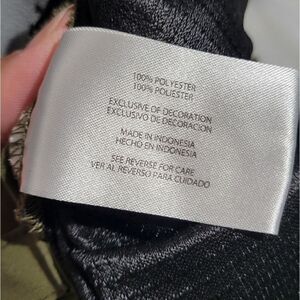 100% POLYESTER
100% POLIESTER
EXCLUSIVE OF DECORATION
EXCLUSIVO DE DECORACION
MADE IN INDONESIA
HECHO EN INDONESIA
SEE REVERSE FOR CARE
VER AL REVERSO PARA CUIDADO